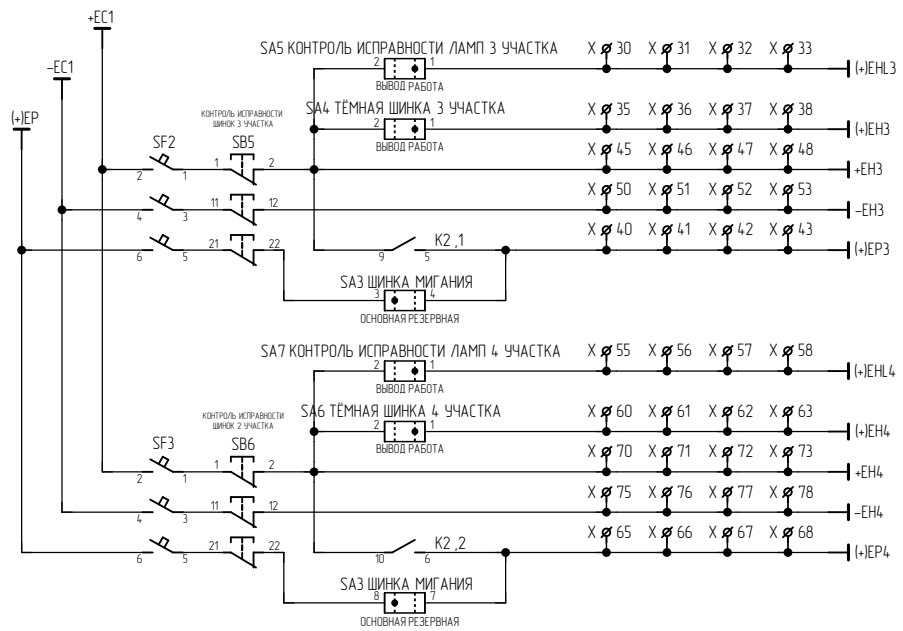 +EC1
–EC1
(+)EP
SA5 КОНТРОЛЬ ИСПРАВНОСТИ ЛАМП 3 УЧАСТКА
X 30 X 31 X 32 X 33
2 1
ВЫВОД РАБОТА
(+)EHL3
SA4 ТЁМНАЯ ШИНКА 3 УЧАСТКА
X 35 X 36 X 37 X 38
2 1
ВЫВОД РАБОТА
(+)EH3
КОНТРОЛЬ ИСПРАВНОСТИ
ШИНОК 3 УЧАСТКА
SF2 SB5
X 45 X 46 X 47 X 48
2 1 1 2
+EH3
X 50 X 51 X 52 X 53
4 3 11 12
–EH3
X 40 X 41 X 42 X 43
6 5 21 22
K2 ,1
9 5
(+)EP3
SA3 ШИНКА МИГАНИЯ
3 4
ОСНОВНАЯ РЕЗЕРВНАЯ
SA7 КОНТРОЛЬ ИСПРАВНОСТИ ЛАМП 4 УЧАСТКА
X 55 X 56 X 57 X 58
2 1
ВЫВОД РАБОТА
(+)EHL4
SA6 ТЁМНАЯ ШИНКА 4 УЧАСТКА
X 60 X 61 X 62 X 63
2 1
ВЫВОД РАБОТА
(+)EH4
КОНТРОЛЬ ИСПРАВНОСТИ
ШИНОК 2 УЧАСТКА
SF3 SB6
X 70 X 71 X 72 X 73
2 1 1 2
+EH4
X 75 X 76 X 77 X 78
4 3 11 12
–EH4
X 65 X 66 X 67 X 68
6 5 21 22
K2 ,2
10 6
(+)EP4
SA3 ШИНКА МИГАНИЯ
8 7
ОСНОВНАЯ РЕЗЕРВНАЯ